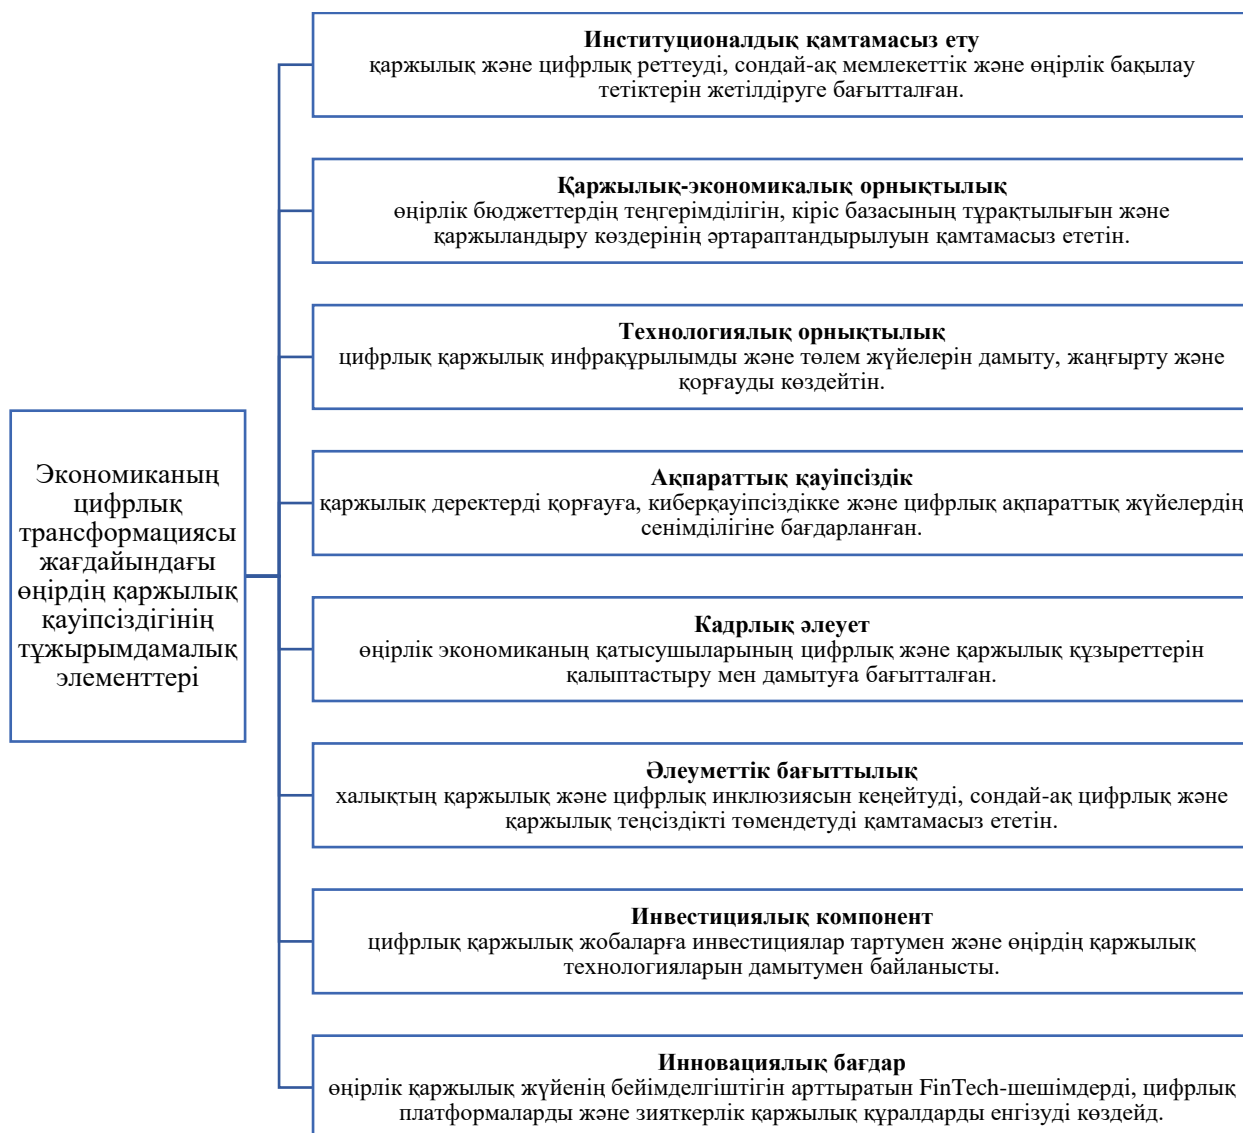 Институционалдық қамтамасыз ету
қаржылық және цифрлық реттеуді, сондай-ақ мемлекеттік және өңірлік бақылау
тетіктерін жетілдіруге бағытталған.
Қаржылық-экономикалық орнықтылық
өңірлік бюджеттердің теңгерімділігін, кіріс базасының тұрақтылығын және
қаржыландыру көздерінің әртараптандырылуын қамтамасыз ететін.
Технологиялық орнықтылық
цифрлық қаржылық инфрақұрылымды және төлем жүйелерін дамыту, жаңғырту және
қорғауды көздейтін.
Экономиканың
цифрлық
трансформациясы
жағдайындағы
өңірдің қаржылық
қауіпсіздігінің
тұжырымдамалық
элементтері
Ақпараттық қауіпсіздік
қаржылық деректерді қорғауға, киберқауіпсіздікке және цифрлық ақпараттық жүйелердің
сенімділігіне бағдарланған.
Кадрлық әлеует
өңірлік экономиканың қатысушыларының цифрлық және қаржылық құзыреттерін
қалыптастыру мен дамытуға бағытталған.
Әлеуметтік бағыттылық
халықтың қаржылық және цифрлық инклюзиясын кеңейтуді, сондай-ақ цифрлық және
қаржылық теңсіздікті төмендетуді қамтамасыз ететін.
Инвестициялық компонент
цифрлық қаржылық жобаларға инвестициялар тартумен және өңірдің қаржылық
технологияларын дамытумен байланысты.
Инновациялық бағдар
өңірлік қаржылық жүйенің бейімделгіштігін арттыратын FinTech-шешімдерді, цифрлық
платформаларды және зияткерлік қаржылық құралдарды енгізуді көздейд.